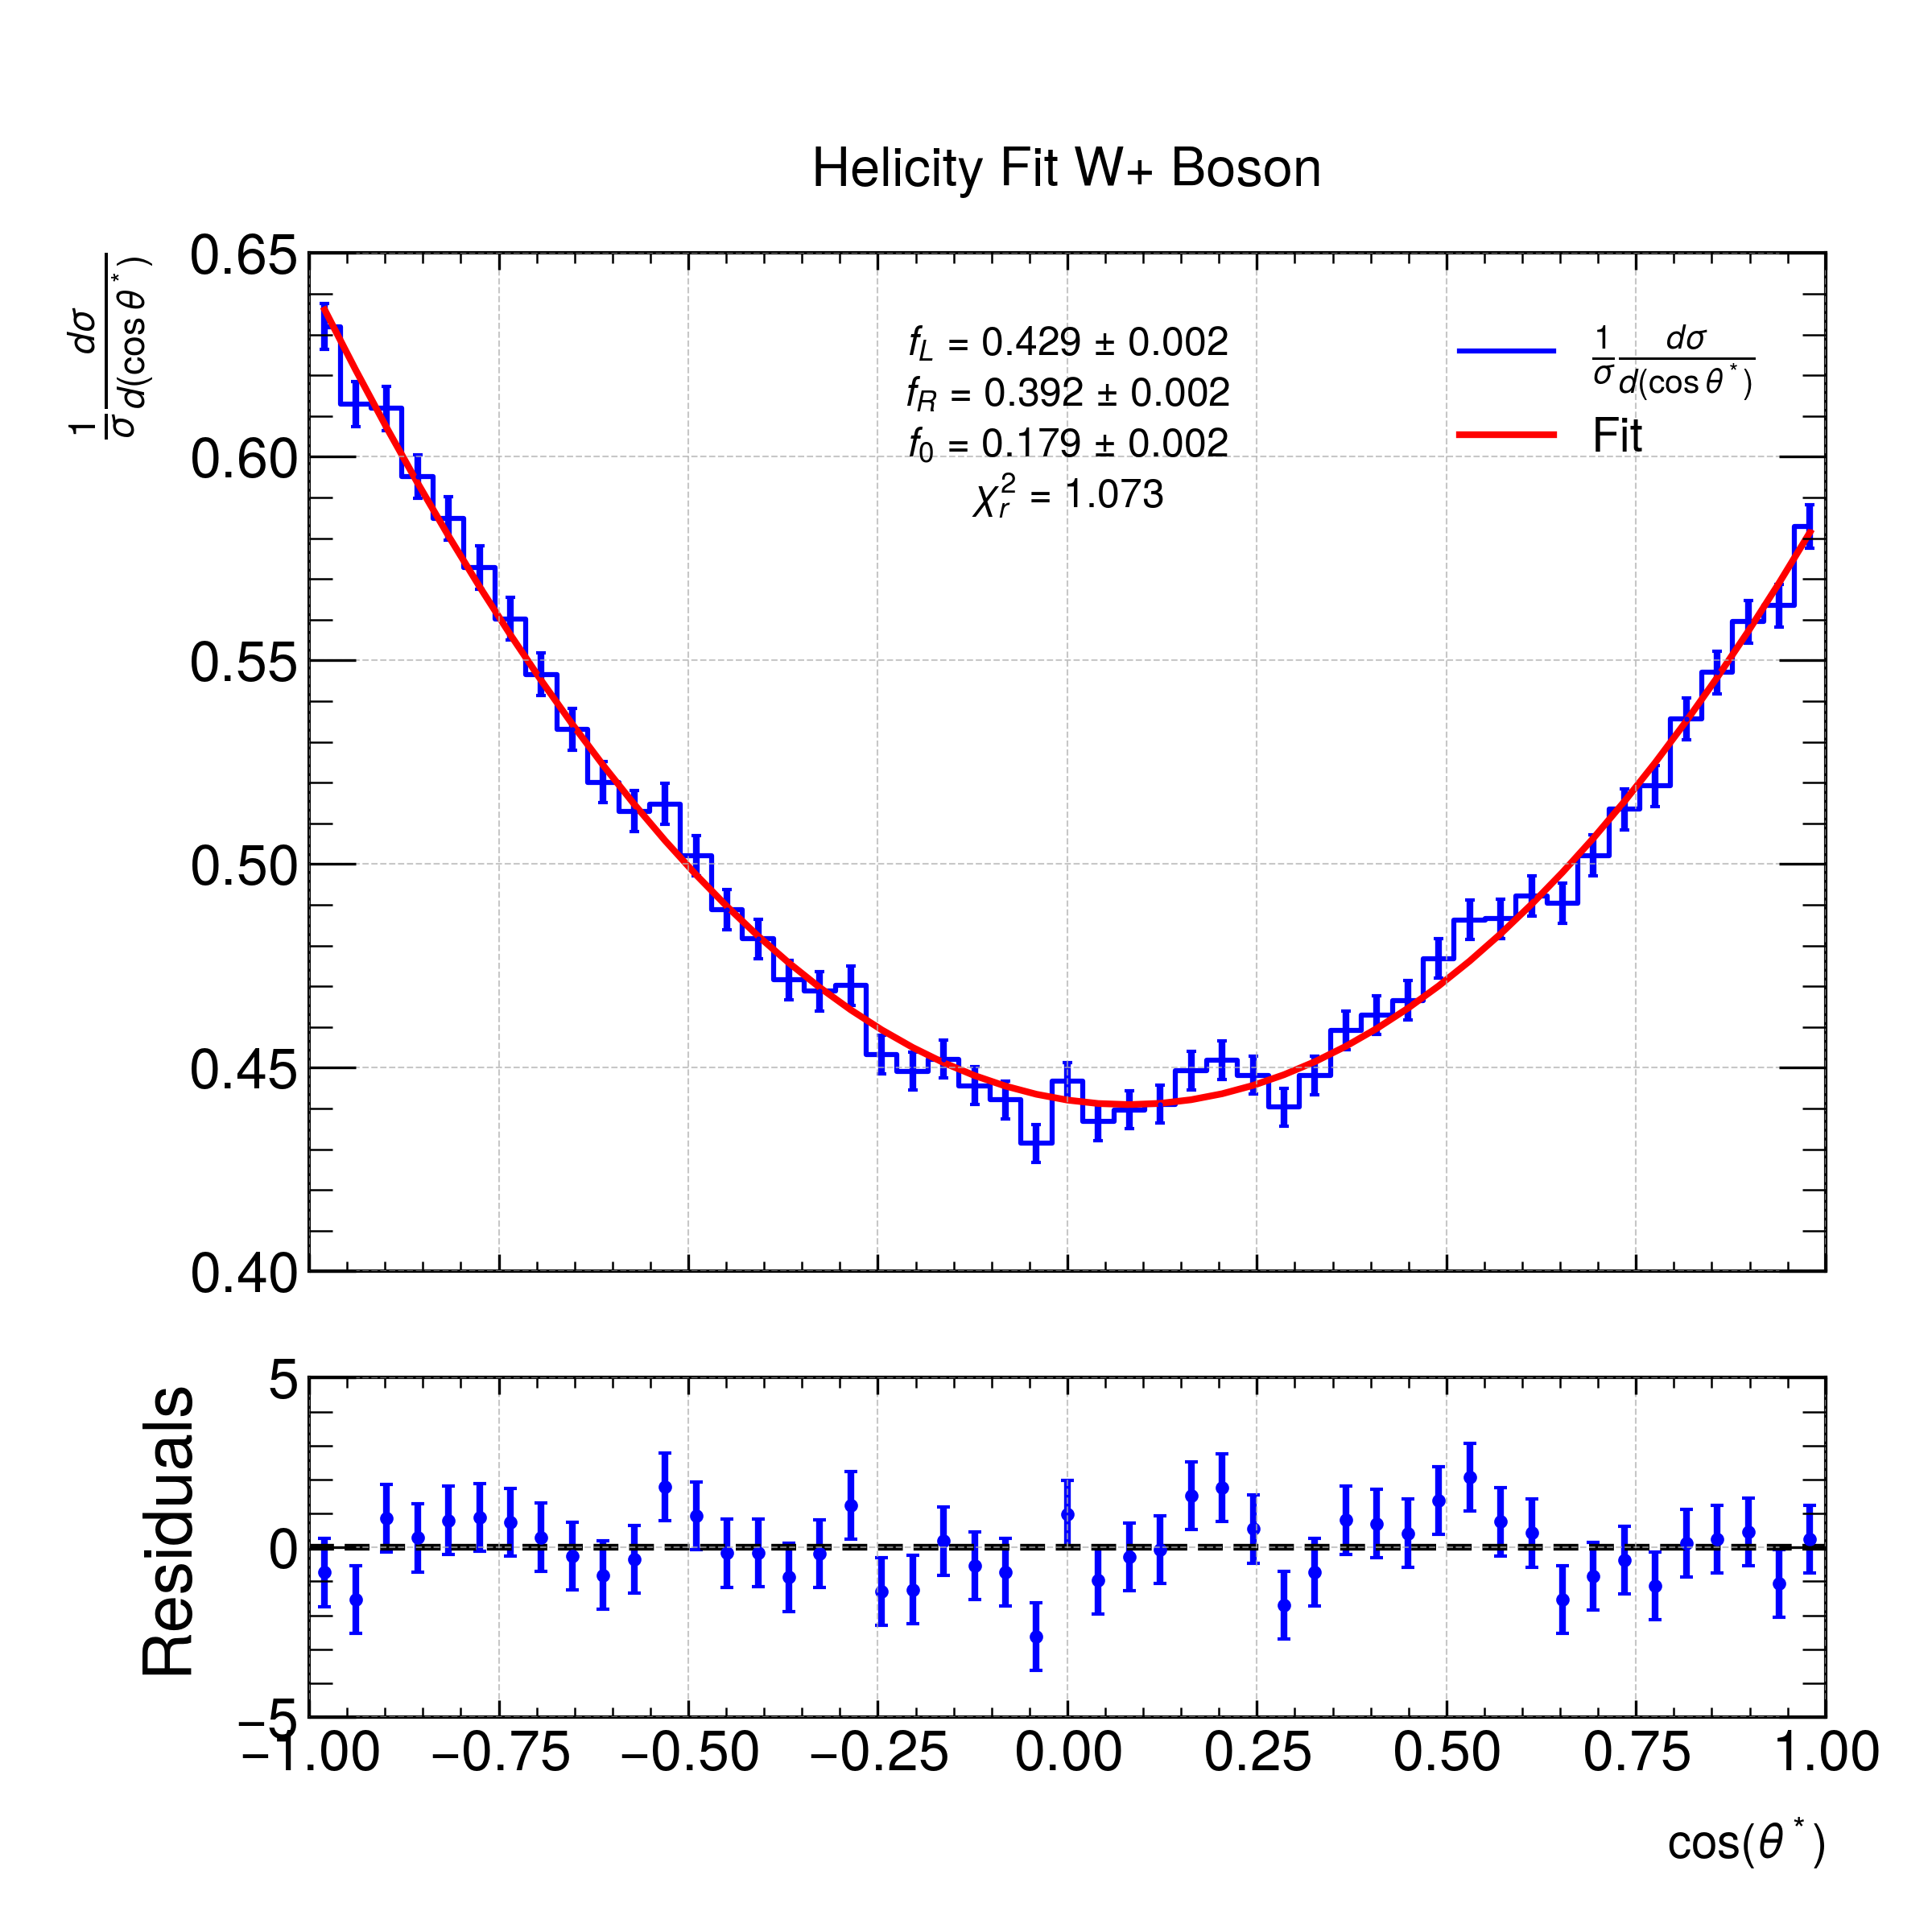 Helicity Fit W+ Boson
1/σ dσ/d(cos θ*)
0.65
0.60
0.55
0.50
0.45
0.40
f_L = 0.429 ± 0.002
f_R = 0.392 ± 0.002
f_0 = 0.179 ± 0.002
χ²_r = 1.073
1/σ dσ/d(cos θ*)
Fit
Residuals
5
0
−5
−1.00 −0.75 −0.50 −0.25 0.00 0.25 0.50 0.75 1.00
cos(θ*)